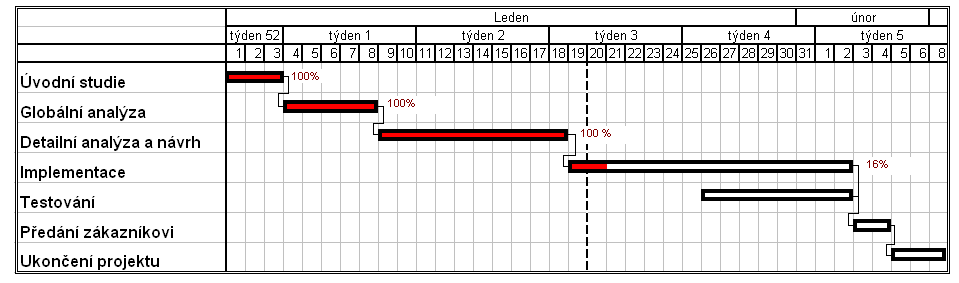 Leden únor
týden 52 týden 1 týden 2 týden 3 týden 4 týden 5
1 2 3 4 5 6 7 8 9 10 11 12 13 14 15 16 17 18 19 20 21 22 23 24 25 26 27 28 29 30 31 1 2 3 4 5 6 7 8
Úvodní studie 100%
Globální analýza 100%
Detailní analýza a návrh 100 %
Implementace 16%
Testování
Předání zákazníkovi
Ukončení projektu